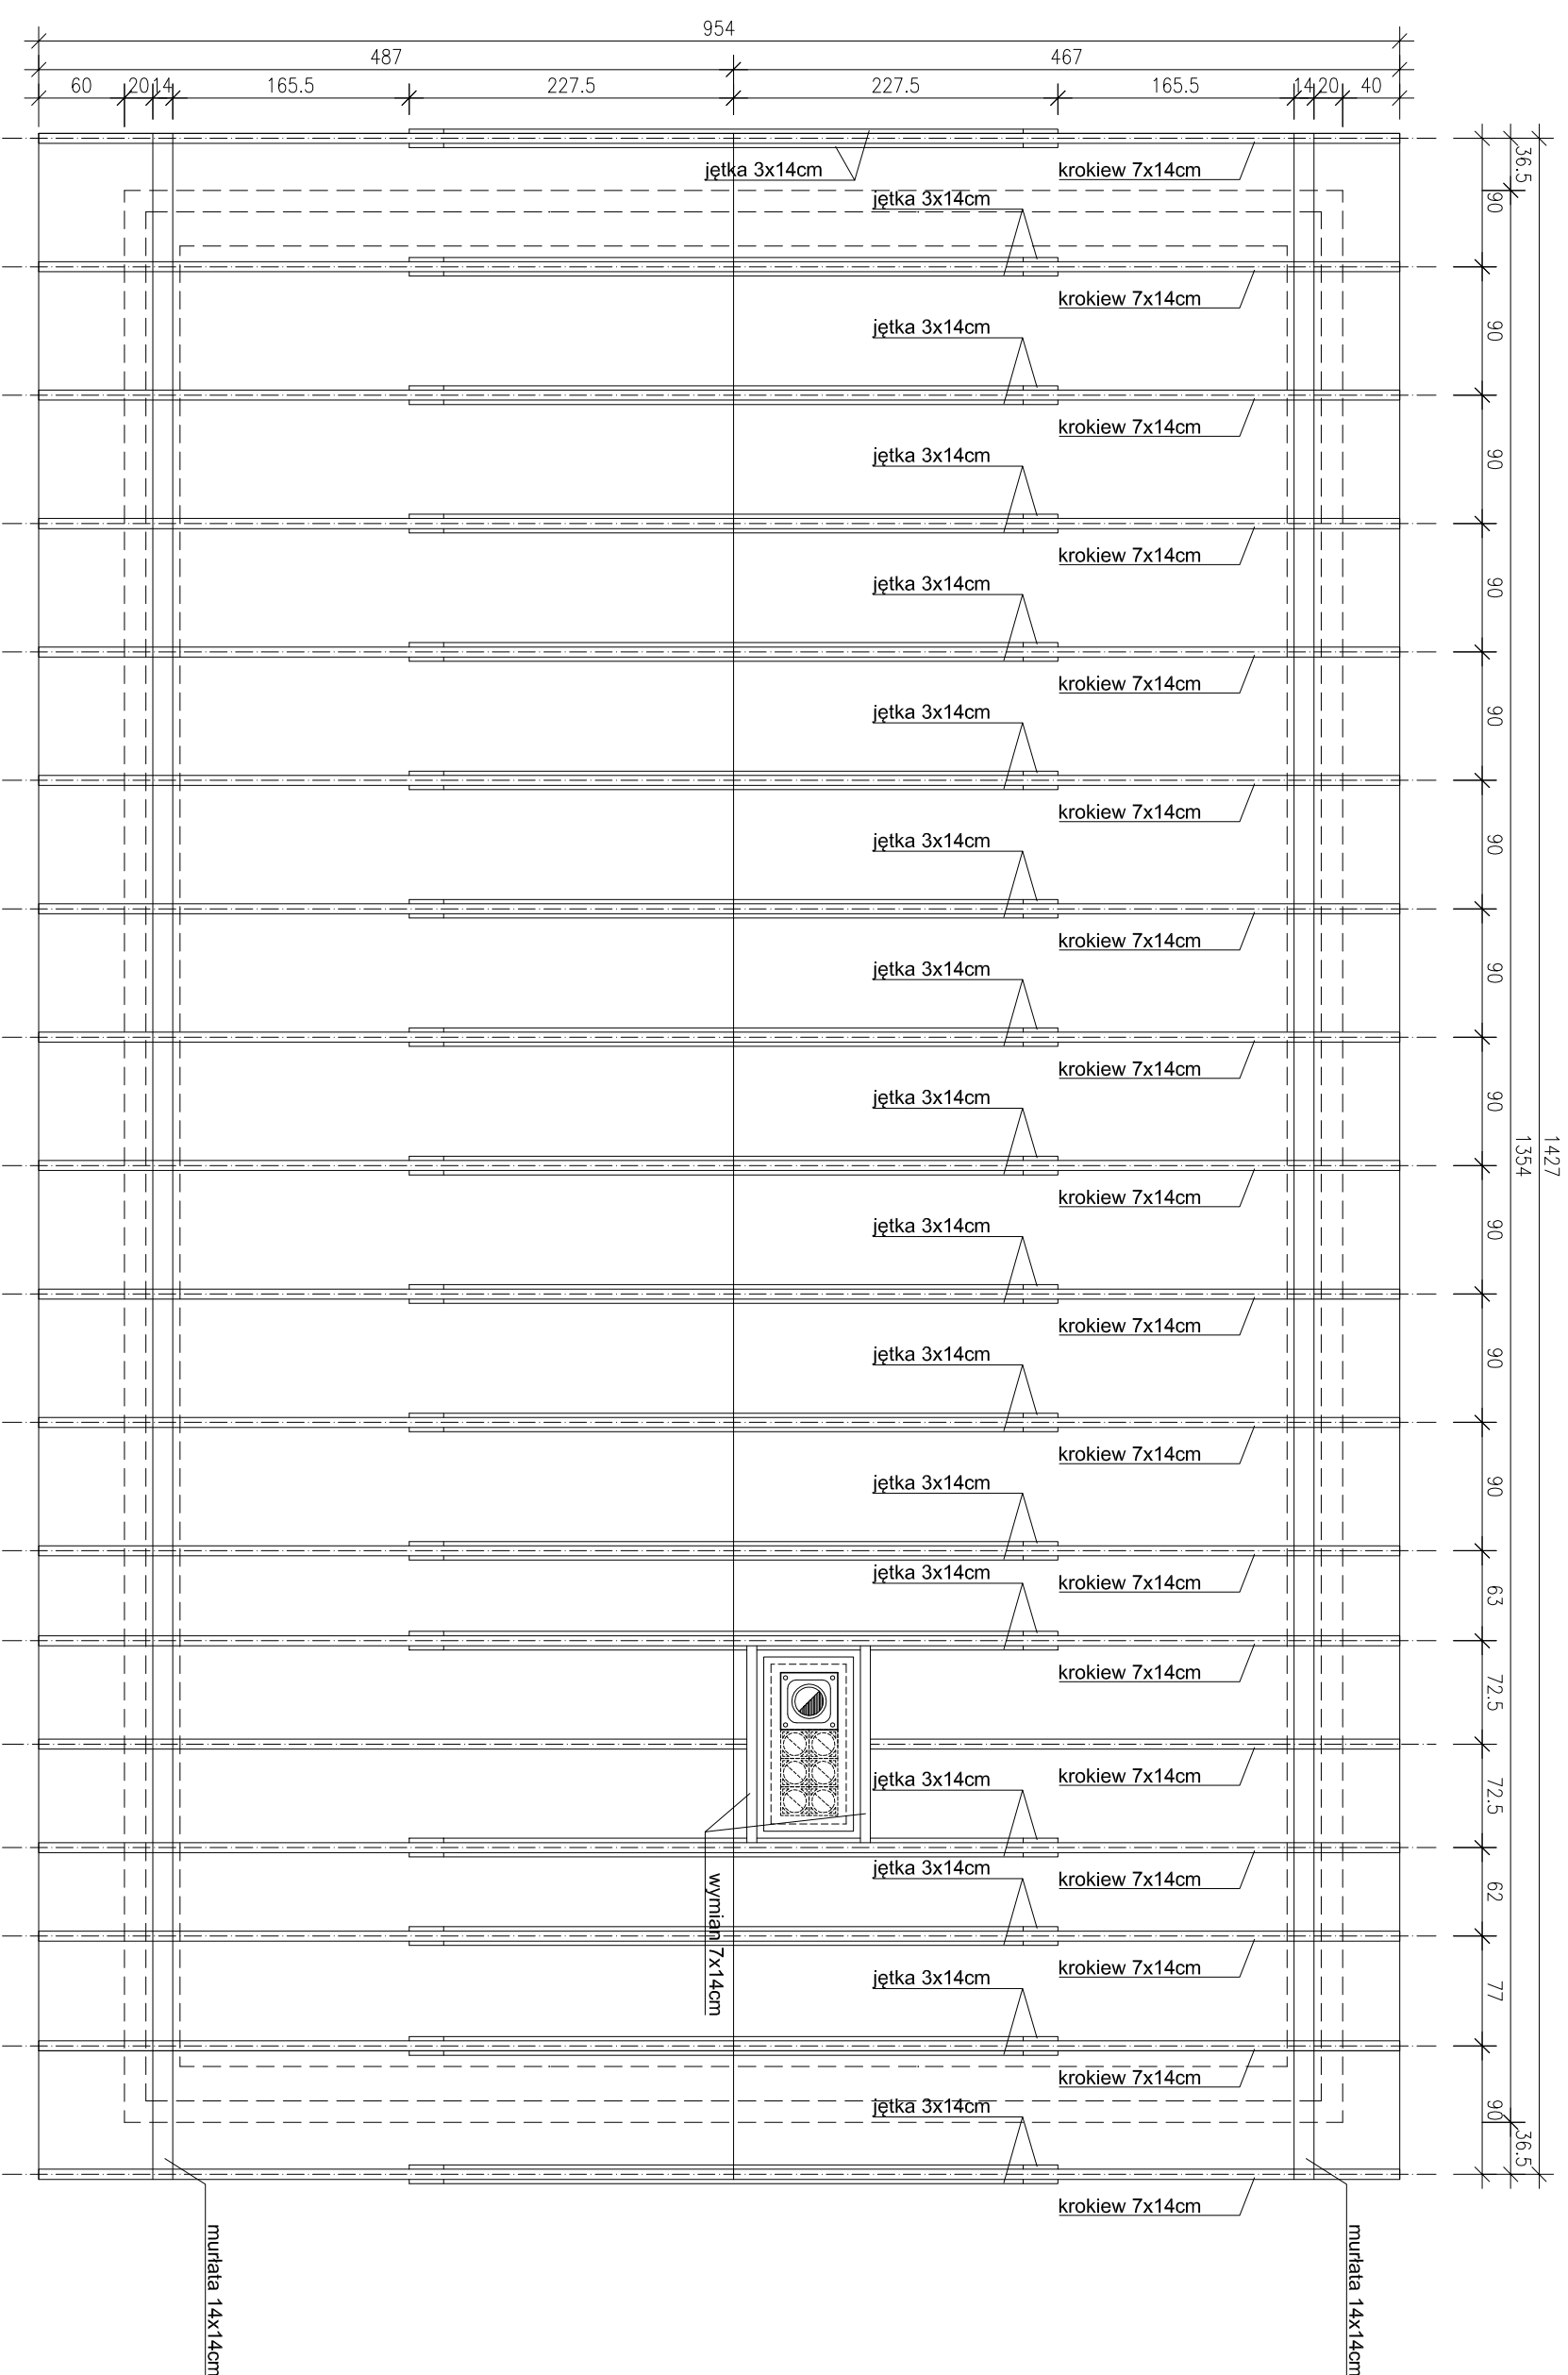 954
487 467
60 20 14 165.5 227.5 227.5 165.5 14 20 40
36.5
jętka 3x14cm krokiew 7x14cm
jętka 3x14cm 90
krokiew 7x14cm
jętka 3x14cm 90
krokiew 7x14cm
jętka 3x14cm 90
krokiew 7x14cm
jętka 3x14cm 90
krokiew 7x14cm
jętka 3x14cm 90
krokiew 7x14cm
jętka 3x14cm 90
krokiew 7x14cm
jętka 3x14cm 90
krokiew 7x14cm
jętka 3x14cm 90
1354 1427
krokiew 7x14cm
jętka 3x14cm 90
krokiew 7x14cm
jętka 3x14cm 90
krokiew 7x14cm
jętka 3x14cm 90
krokiew 7x14cm
jętka 3x14cm 63
krokiew 7x14cm
72.5
krokiew 7x14cm
jętka 3x14cm 72.5
krokiew 7x14cm
jętka 3x14cm 62
wymian 7x14cm
krokiew 7x14cm
jętka 3x14cm 77
krokiew 7x14cm
jętka 3x14cm 90
36.5
krokiew 7x14cm
murłata 14x14cm murłata 14x14cm